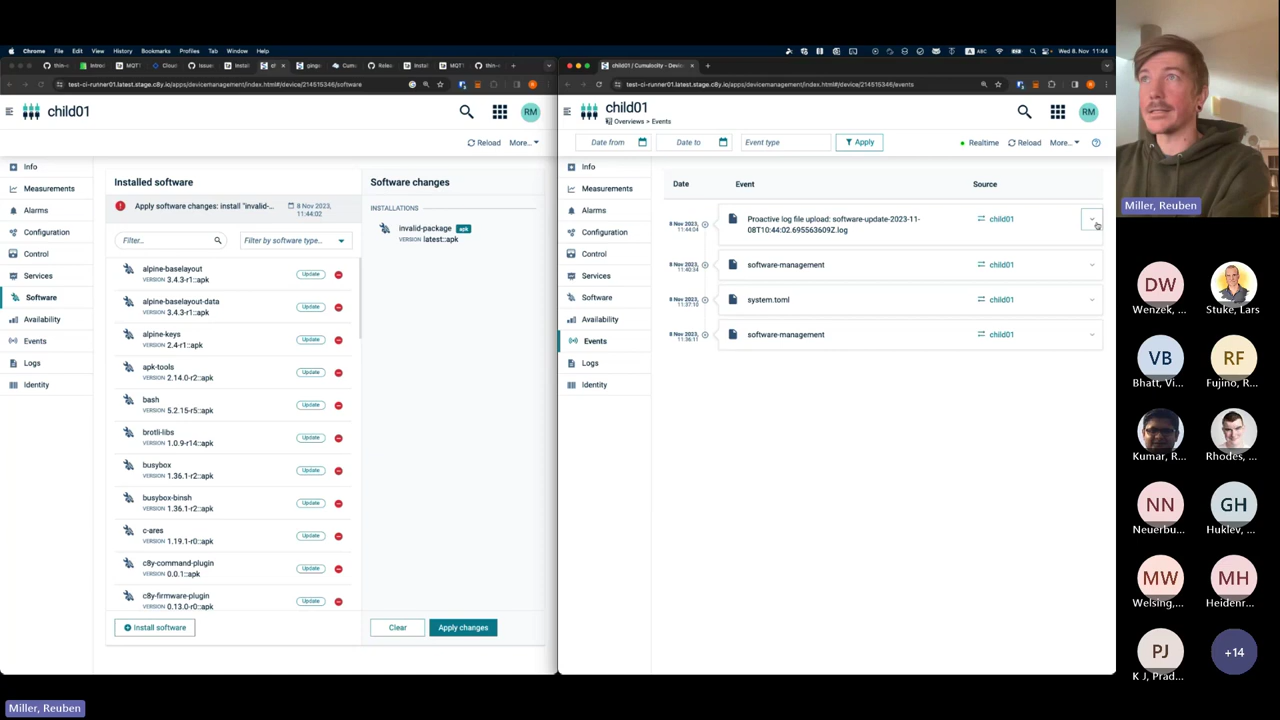 Chrome File Edit View History Bookmarks Profiles Tab Window Help
ABC Wed 8. Nov 11:44
test-ci-runner01.latest.stage.c8y.io/apps/devicemanagement/index.html#/device/214515346/software
child01
RM
Reload More...
Info
Measurements
Alarms
Configuration
Control
Services
Software
Availability
Events
Logs
Identity
Installed software
Apply software changes: install "invalid-... 8 Nov 2023, 11:44:02
Filter... Filter by software type...
alpine-baselayout
VERSION 3.4.3-r1::apk
Update
alpine-baselayout-data
VERSION 3.4.3-r1::apk
Update
alpine-keys
VERSION 2.4-r1::apk
Update
apk-tools
VERSION 2.14.0-r2::apk
Update
bash
VERSION 5.2.15-r5::apk
Update
brotli-libs
VERSION 1.0.9-r14::apk
Update
busybox
VERSION 1.36.1-r2::apk
Update
busybox-binsh
VERSION 1.36.1-r2::apk
Update
c-ares
VERSION 1.19.1-r0::apk
Update
c8y-command-plugin
VERSION 0.0.1::apk
Update
c8y-firmware-plugin
VERSION 0.13.0-r0::apk
Update
Install software
Software changes
INSTALLATIONS
invalid-package apk
VERSION latest::apk
Clear Apply changes
child01 / Cumulocity - Devic
test-ci-runner01.latest.stage.c8y.io/apps/devicemanagement/index.html#/device/214515346/events
child01
Overviews > Events
RM
Date from Date to Event type Apply Realtime Reload More...
Info
Measurements
Alarms
Configuration
Control
Services
Software
Availability
Events
Logs
Identity
Date Event Source
8 Nov 2023,
11:44:04
Proactive log file upload: software-update-2023-11-
08T10:44:02.695563609Z.log
child01
8 Nov 2023,
11:40:34
software-management child01
8 Nov 2023,
11:37:10
system.toml child01
8 Nov 2023,
11:36:11
software-management child01
Miller, Reuben
DW
Wenzek, ...
Stuke, Lars
VB
Bhatt, Vi...
RF
Fujino, R...
Kumar, R...
Rhodes, ...
NN
Neuerbu...
GH
Huklev, ...
MW
Welsing,...
MH
Heidenr...
PJ
K J, Prad...
+14
Miller, Reuben